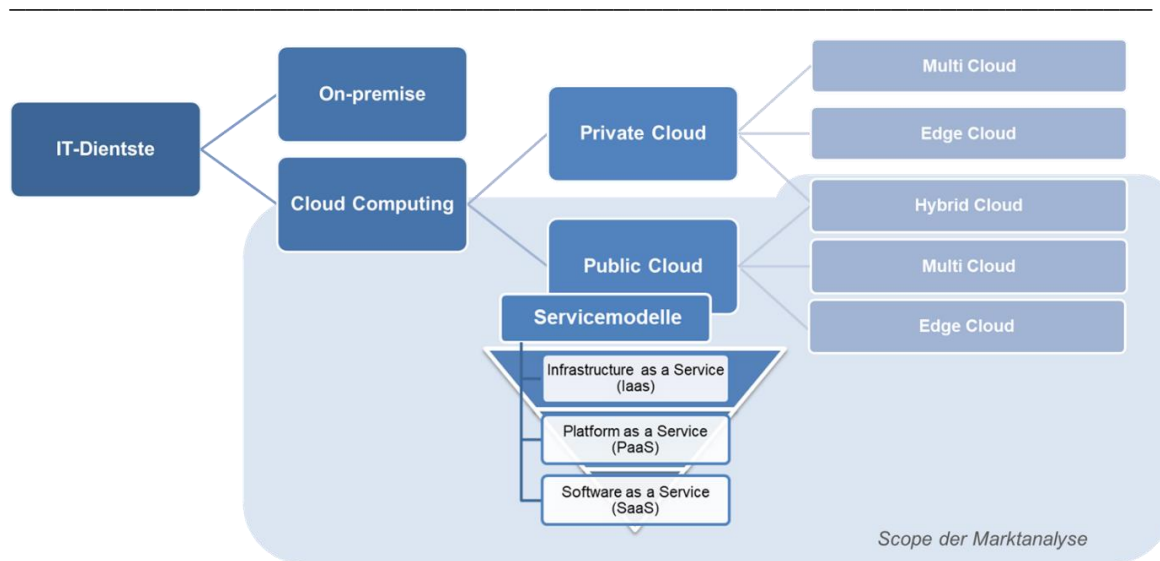 IT-Dientste
On-premise
Cloud Computing
Private Cloud
Public Cloud
Multi Cloud
Edge Cloud
Hybrid Cloud
Multi Cloud
Edge Cloud
Servicemodelle
Infrastructure as a Service
(Iaas)
Platform as a Service
(PaaS)
Software as a Service
(SaaS)
Scope der Marktanalyse